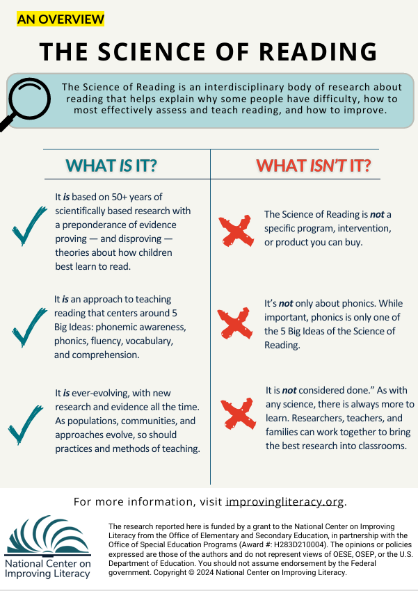 AN OVERVIEW
THE SCIENCE OF READING
The Science of Reading is an interdisciplinary body of research about
reading that helps explain why some people have difficulty, how to
most effectively assess and teach reading, and how to improve.
WHAT IS IT?
It is based on 50+ years of
scientifically based research with
a preponderance of evidence
proving — and disproving —
theories about how children
best learn to read.
It is an approach to teaching
reading that centers around 5
Big Ideas: phonemic awareness,
phonics, fluency, vocabulary,
and comprehension.
It is ever-evolving, with new
research and evidence all the time.
As populations, communities, and
approaches evolve, so should
practices and methods of teaching.
WHAT ISN'T IT?
The Science of Reading is not a
specific program, intervention,
or product you can buy.
It's not only about phonics. While
important, phonics is only one of
the 5 Big Ideas of the Science of
Reading.
It is not considered done." As with
any science, there is always more to
learn. Researchers, teachers, and
families can work together to bring
the best research into classrooms.
For more information, visit improvingliteracy.org.
National Center on
Improving Literacy
The research reported here is funded by a grant to the National Center on Improving
Literacy from the Office of Elementary and Secondary Education, in partnership with the
Office of Special Education Programs (Award #: H283D210004). The opinions or policies
expressed are those of the authors and do not represent views of OESE, OSEP, or the U.S.
Department of Education. You should not assume endorsement by the Federal
government. Copyright © 2024 National Center on Improving Literacy.